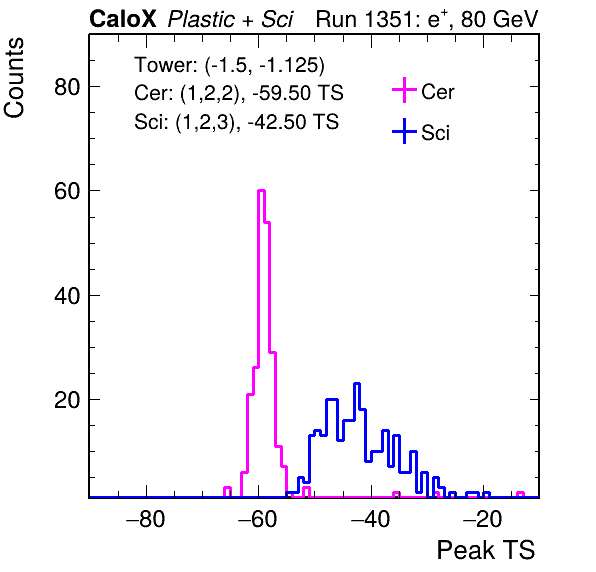 CaloX Plastic + Sci Run 1351: e⁺, 80 GeV
Counts
Tower: (-1.5, -1.125)
Cer: (1,2,2), -59.50 TS
Sci: (1,2,3), -42.50 TS
Cer
Sci
80
60
40
20
−80 −60 −40 −20
Peak TS